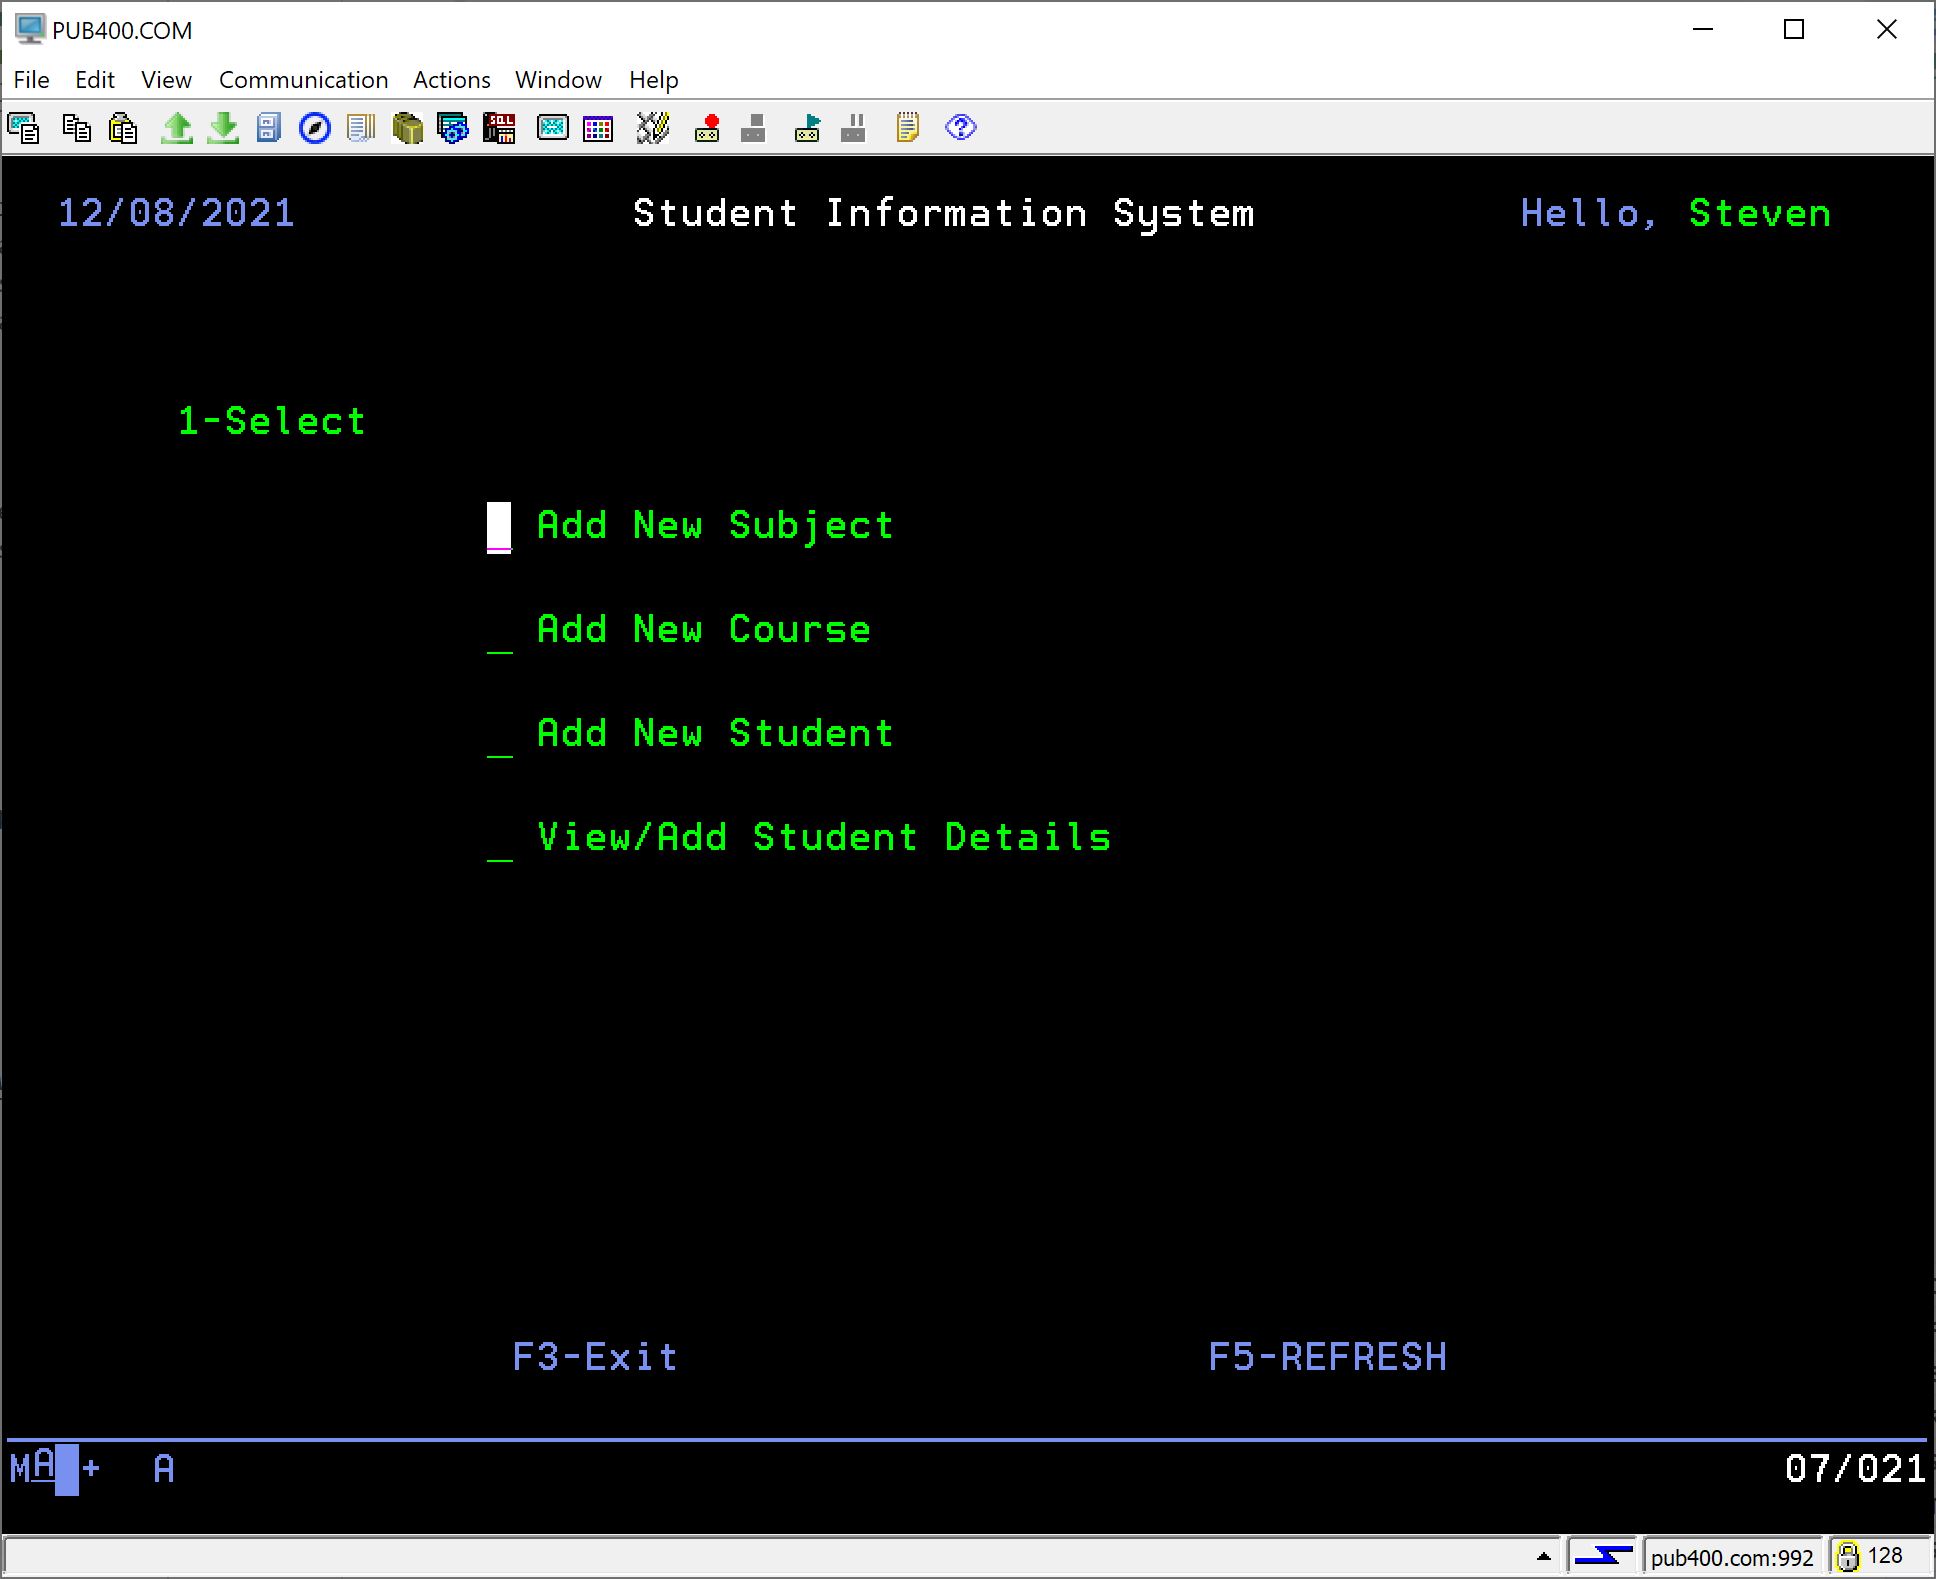 PUB400.COM
File Edit View Communication Actions Window Help
SQL
12/08/2021 Student Information System Hello, Steven
1-Select
_ Add New Subject
_ Add New Course
_ Add New Student
_ View/Add Student Details
F3-Exit F5-REFRESH
MA + A 07/021
pub400.com:992 128